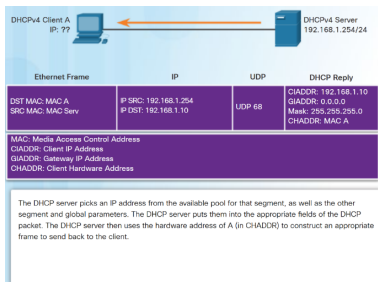 DHCPv4 Client A
IP: ??
DHCPv4 Server
192.168.1.254/24
Ethernet Frame
IP
UDP
DHCP Reply
DST MAC: MAC A
SRC MAC: MAC Serv
IP SRC: 192.168.1.254
IP DST: 192.168.1.10
UDP 68
CIADDR: 192.168.1.10
GIADDR: 0.0.0.0
Mask: 255.255.255.0
CHADDR: MAC A
MAC: Media Access Control Address
CIADDR: Client IP Address
GIADDR: Gateway IP Address
CHADDR: Client Hardware Address
The DHCP server picks an IP address from the available pool for that segment, as well as the other
segment and global parameters. The DHCP server puts them into the appropriate fields of the DHCP
packet. The DHCP server then uses the hardware address of A (in CHADDR) to construct an appropriate
frame to send back to the client.